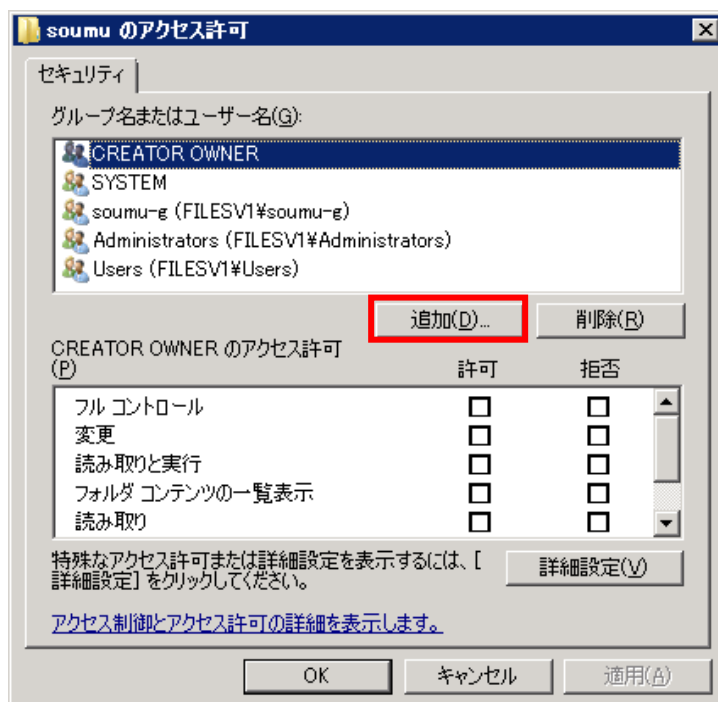 soumu のアクセス許可
セキュリティ
グループ名またはユーザー名(G):
CREATOR OWNER
SYSTEM
soumu-g (FILESV1¥soumu-g)
Administrators (FILESV1¥Administrators)
Users (FILESV1¥Users)
追加(D)... 削除(R)
CREATOR OWNER のアクセス許可
(P) 許可 拒否
フル コントロール
変更
読み取りと実行
フォルダ コンテンツの一覧表示
読み取り
特殊なアクセス許可または詳細設定を表示するには、[
詳細設定] をクリックしてください。 詳細設定(V)
アクセス制御とアクセス許可の詳細を表示します。
OK キャンセル 適用(A)